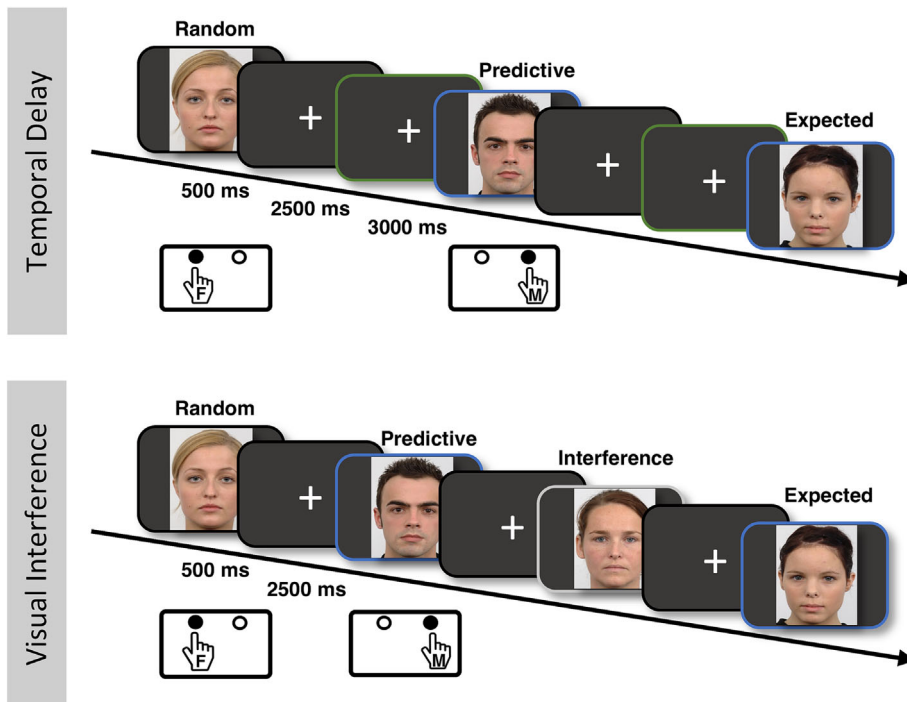 Temporal Delay
Random
Predictive
Expected
500 ms
2500 ms
3000 ms
F
M
Visual Interference
Random
Predictive
Interference
Expected
500 ms
2500 ms
F
M